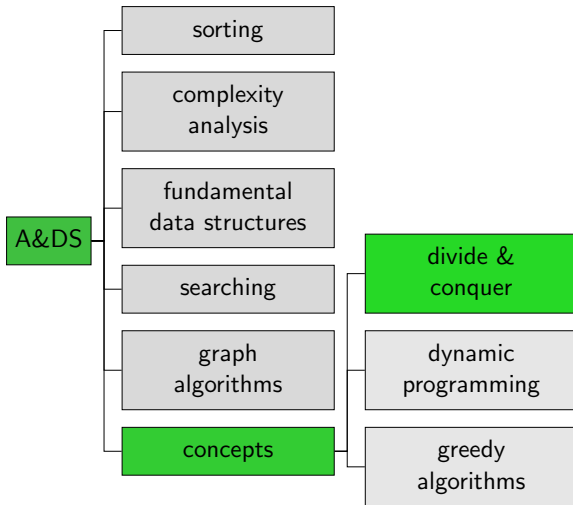 sorting
complexity
analysis
fundamental
data structures
A&DS
divide &
conquer
searching
graph
algorithms
dynamic
programming
concepts
greedy
algorithms